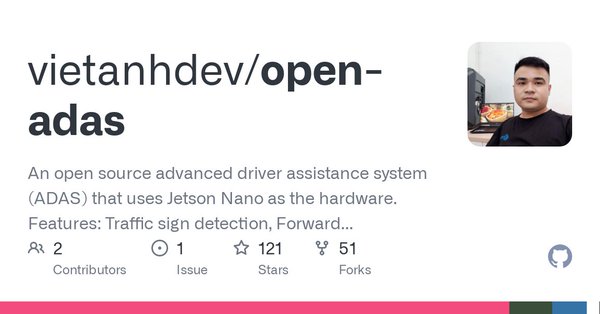 vietanhdev/open-
adas
An open source advanced driver assistance system
(ADAS) that uses Jetson Nano as the hardware.
Features: Traffic sign detection, Forward...
2
Contributors
1
Issue
121
Stars
51
Forks